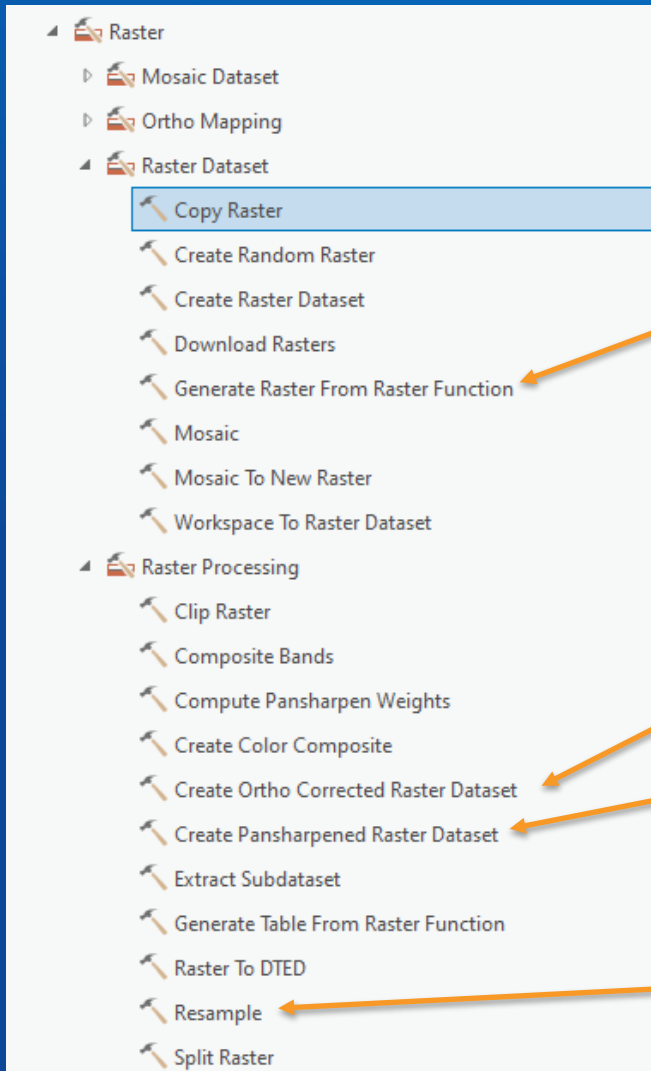 Raster
Mosaic Dataset
Ortho Mapping
Raster Dataset
Copy Raster
Create Random Raster
Create Raster Dataset
Download Rasters
Generate Raster From Raster Function
Mosaic
Mosaic To New Raster
Workspace To Raster Dataset
Raster Processing
Clip Raster
Composite Bands
Compute Pansharpen Weights
Create Color Composite
Create Ortho Corrected Raster Dataset
Create Pansharpened Raster Dataset
Extract Subdataset
Generate Table From Raster Function
Raster To DTED
Resample
Split Raster